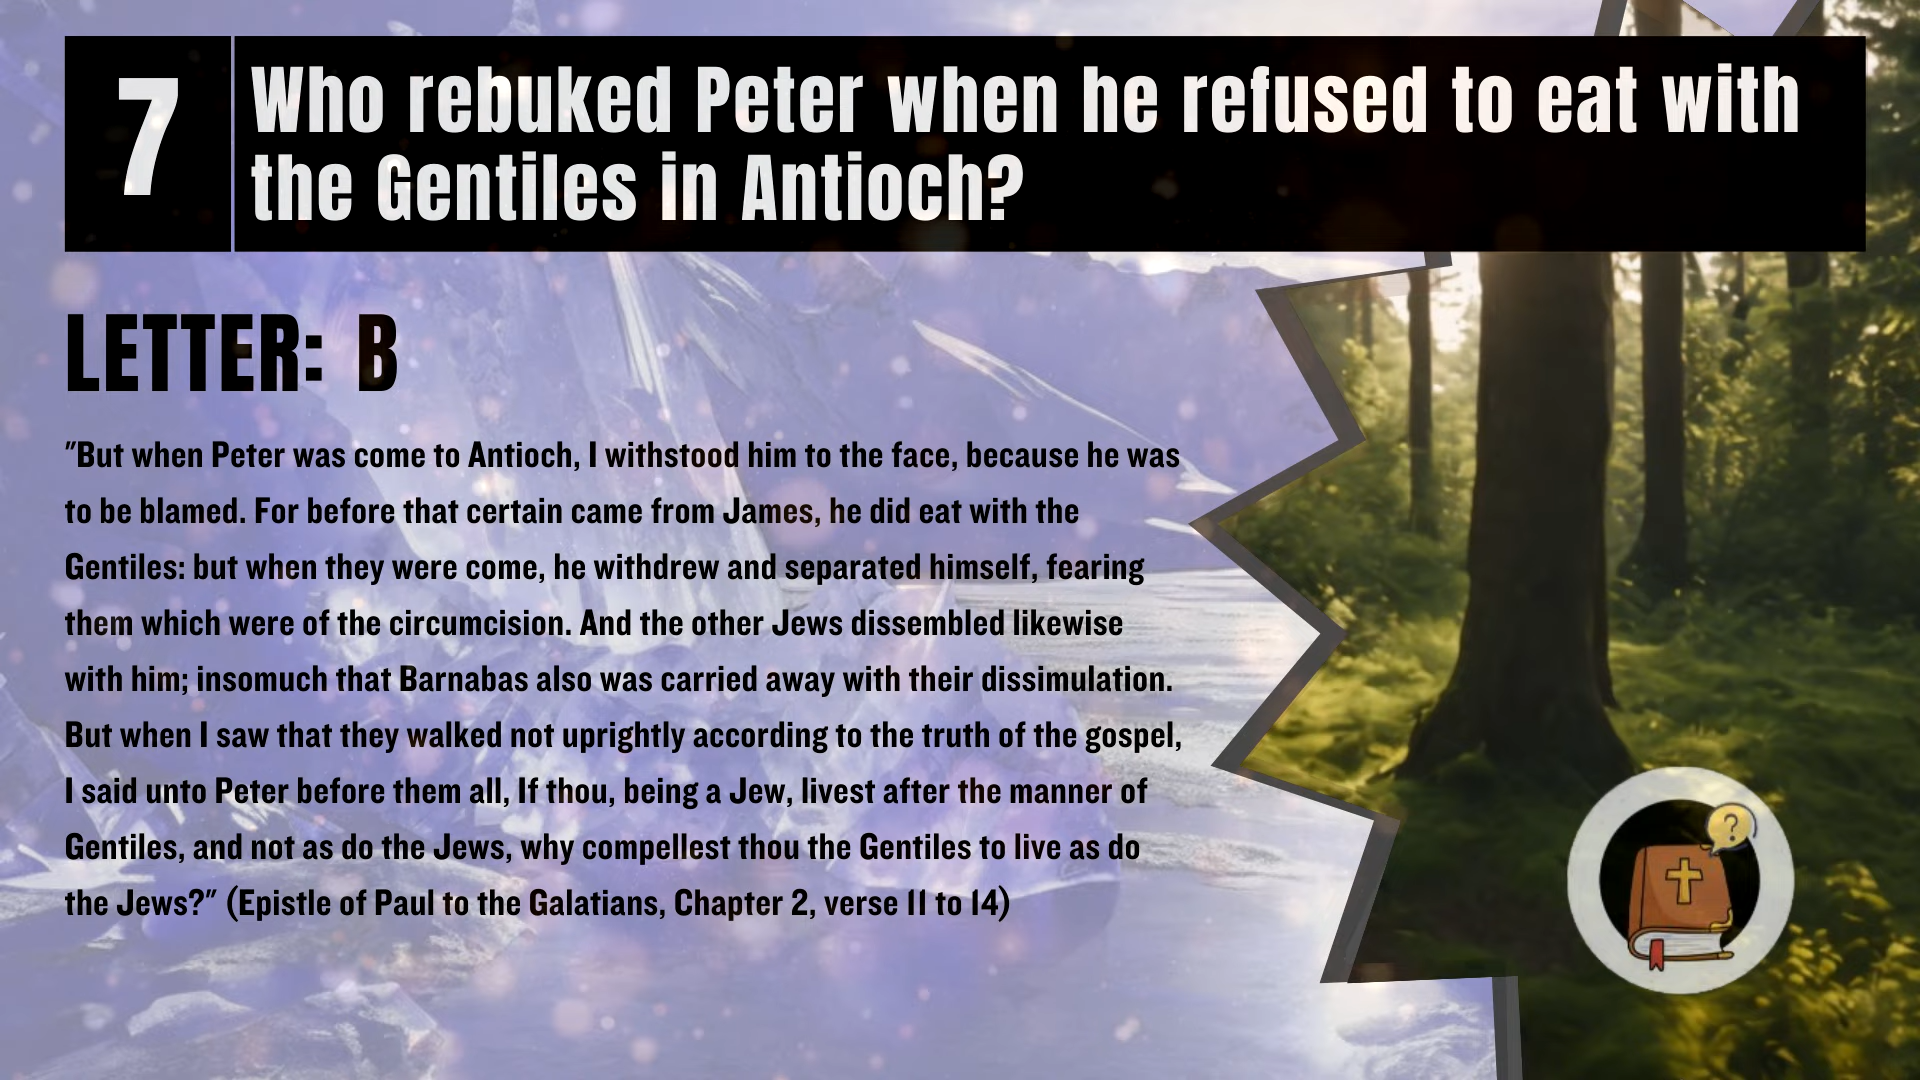 7
Who rebuked Peter when he refused to eat with
the Gentiles in Antioch?
LETTER: B
"But when Peter was come to Antioch, I withstood him to the face, because he was
to be blamed. For before that certain came from James, he did eat with the
Gentiles: but when they were come, he withdrew and separated himself, fearing
them which were of the circumcision. And the other Jews dissembled likewise
with him; insomuch that Barnabas also was carried away with their dissimulation.
But when I saw that they walked not uprightly according to the truth of the gospel,
I said unto Peter before them all, If thou, being a Jew, livest after the manner of
Gentiles, and not as do the Jews, why compellest thou the Gentiles to live as do
the Jews?" (Epistle of Paul to the Galatians, Chapter 2, verse 11 to 14)
?